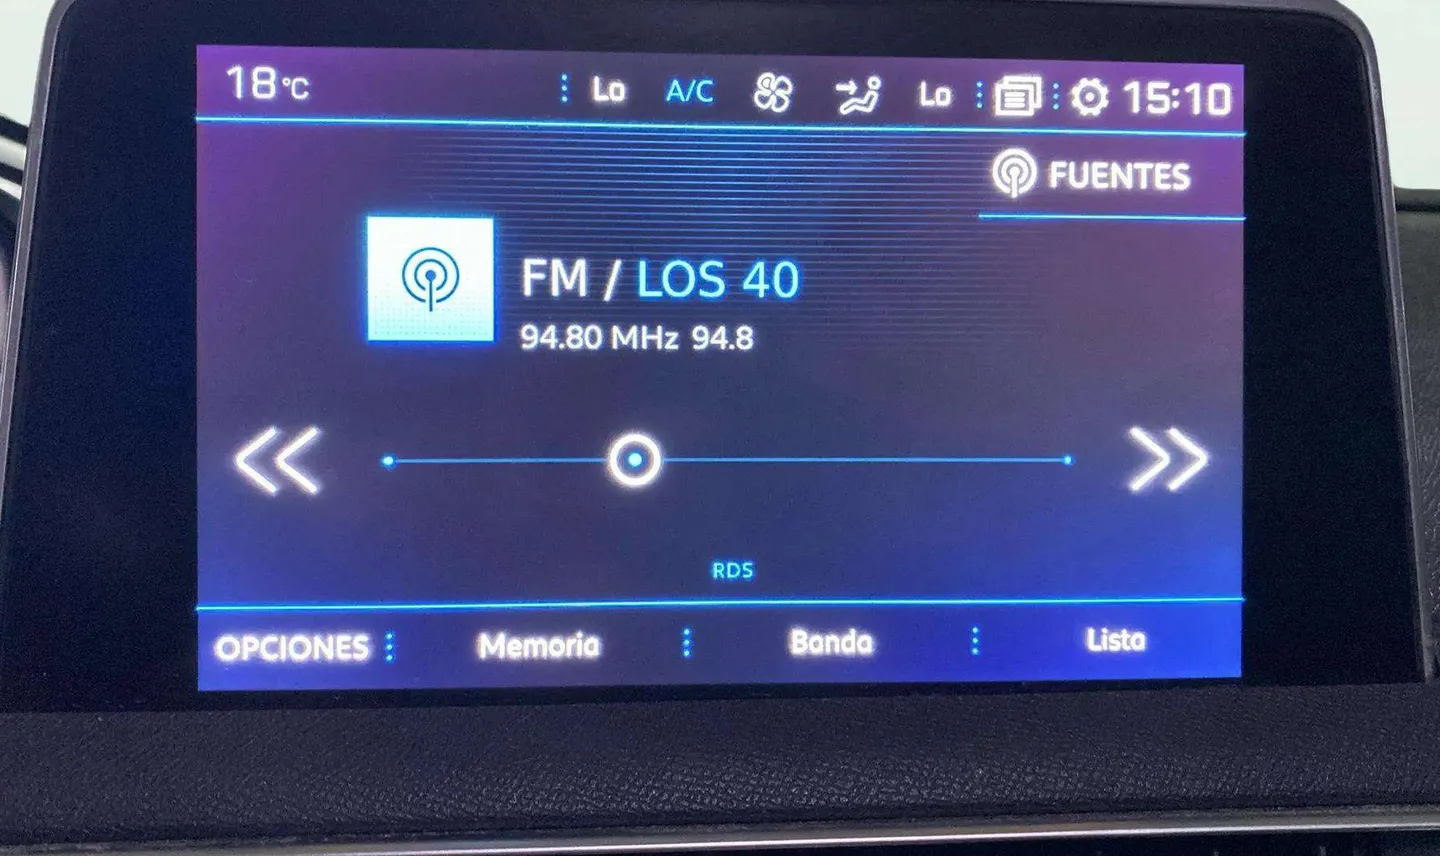 18°C Lo A/C Lo 15:10
FUENTES
FM / LOS 40
94.80 MHz 94.8
RDS
OPCIONES Memoria Banda Lista